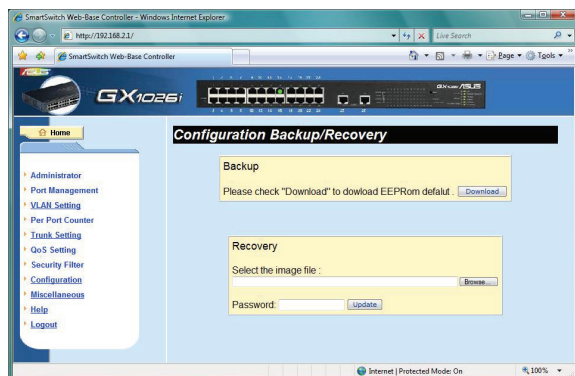 SmartSwitch Web-Base Controller - Windows Internet Explorer
http://192.168.2.1/
Live Search
SmartSwitch Web-Base Controller
Page
Tools
GX1026i
ASUS
Home
Configuration Backup/Recovery
Administrator
Port Management
VLAN Setting
Per Port Counter
Trunk Setting
QoS Setting
Security Filter
Configuration
Miscellaneous
Help
Logout
Backup
Please check "Download" to dowload EEPRom defalut .
Download
Recovery
Select the image file :
Browse...
Password:
Update
Internet | Protected Mode: On
100%